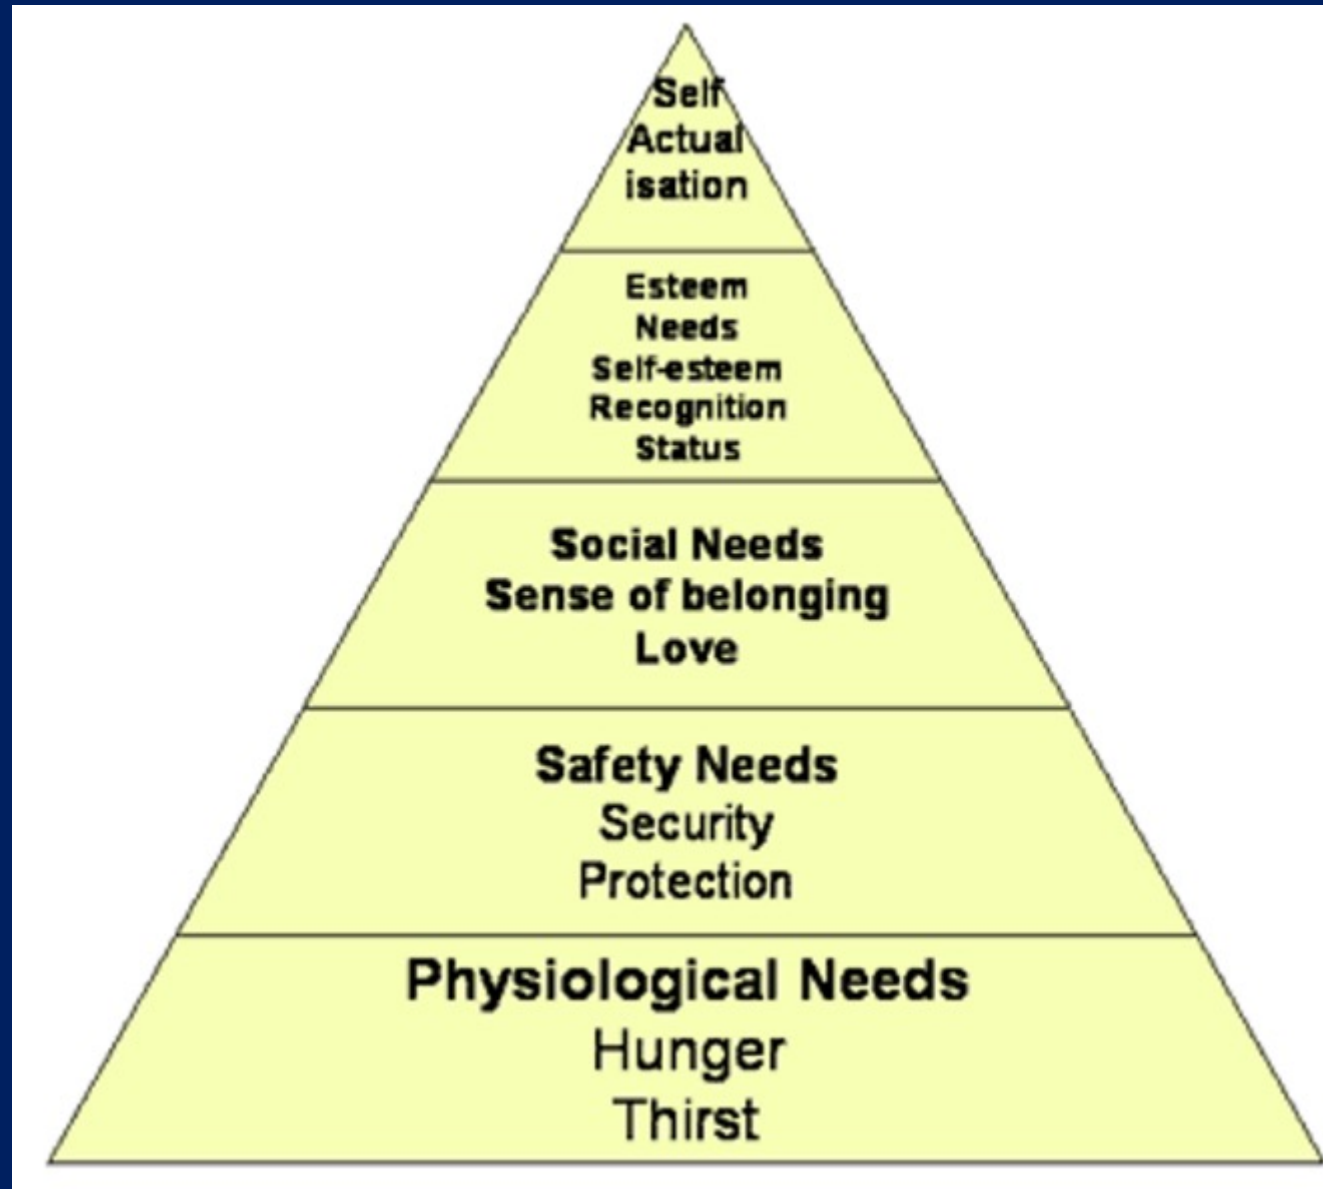 Self
Actual
isation
Esteem
Needs
Self-esteem
Recognition
Status
Social Needs
Sense of belonging
Love
Safety Needs
Security
Protection
Physiological Needs
Hunger
Thirst